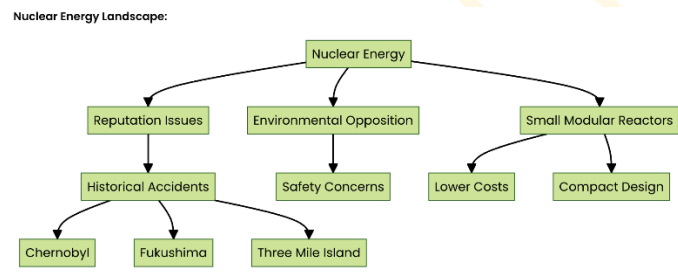 Nuclear Energy Landscape:
Nuclear Energy
Reputation Issues
Environmental Opposition
Small Modular Reactors
Historical Accidents
Safety Concerns
Lower Costs
Compact Design
Chernobyl
Fukushima
Three Mile Island